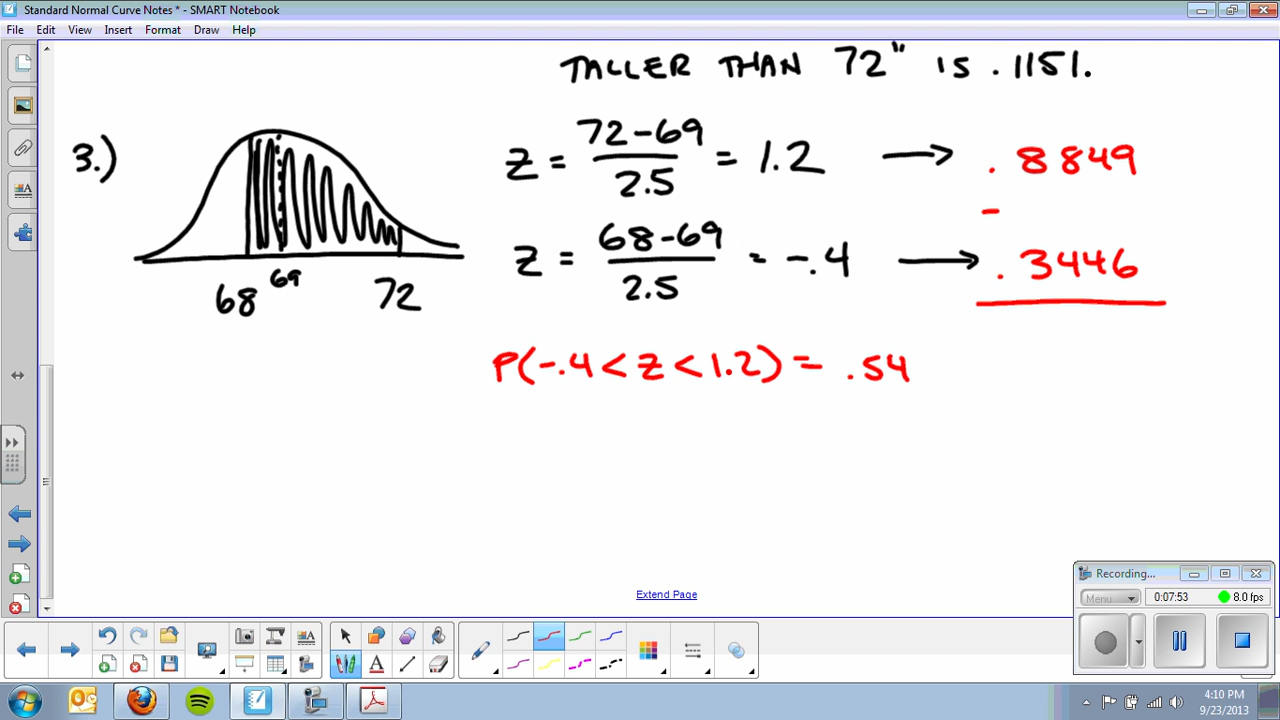 Standard Normal Curve Notes * - SMART Notebook
File Edit View Insert Format Tools Help
TALLER THAN 72" IS .1151.
3.)
68 69 72
Z = 72-69 / 2.5 = 1.2 → .8849
-
Z = 68-69 / 2.5 = -.4 → .3446
P(-.4 < Z < 1.2) = .54
Extend Page
Recording...
Menu
0:07:53
8.0 fps
4:10 PM
9/23/2013